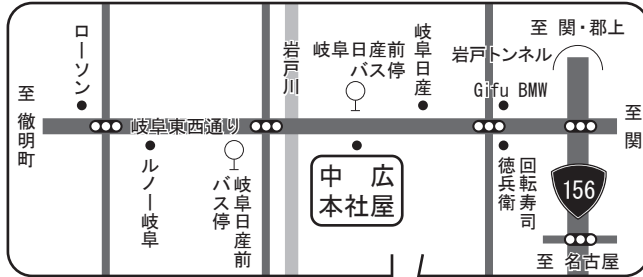 ローソン
至 徹明町
岐阜東西通り
ルノー岐阜
岐阜日産前
バス停
岩戸川
岐阜日産前
バス停
岐阜日産
中広
本社屋
岩戸トンネル
Gifu BMW
至 関・郡上
至 関
回転寿司
徳兵衛
156
至 名古屋